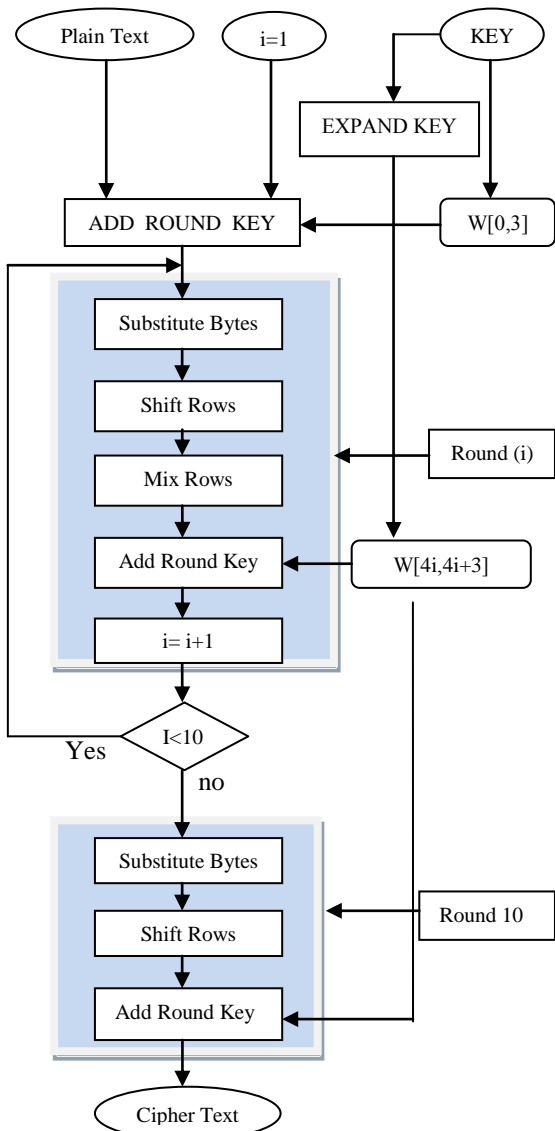 Plain Text
i=1
KEY
EXPAND KEY
ADD ROUND KEY
W[0,3]
Substitute Bytes
Shift Rows
Round (i)
Mix Rows
Add Round Key
W[4i,4i+3]
i= i+1
I<10
Yes
no
Substitute Bytes
Shift Rows
Round 10
Add Round Key
Cipher Text